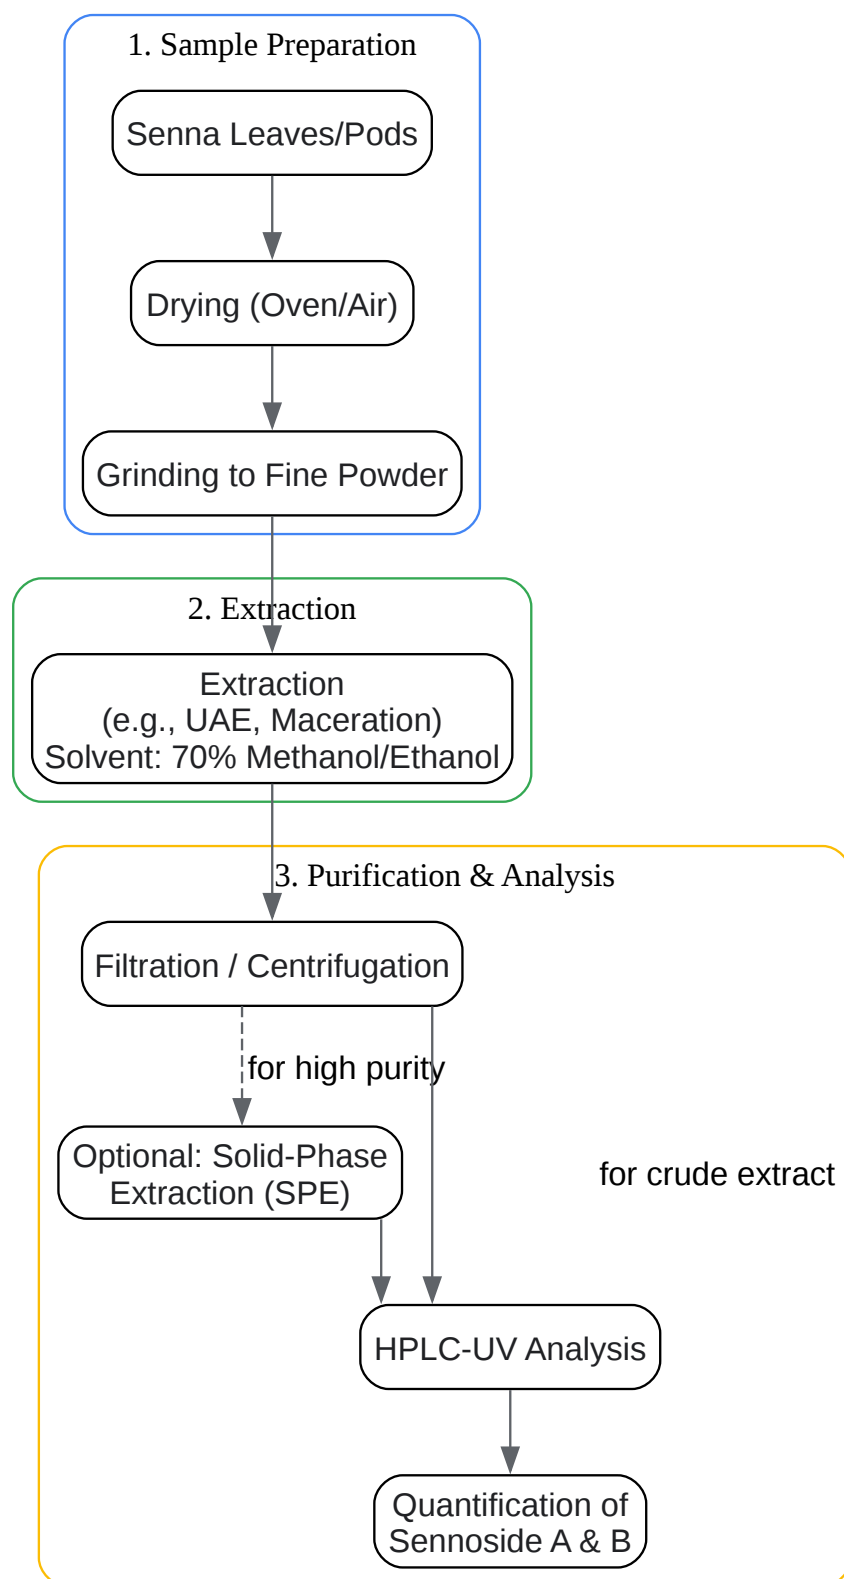 1. Sample Preparation
Senna Leaves/Pods
Drying (Oven/Air)
Grinding to Fine Powder
2. Extraction
Extraction
(e.g., UAE, Maceration)
Solvent: 70% Methanol/Ethanol
3. Purification & Analysis
Filtration / Centrifugation
for high purity
Optional: Solid-Phase
Extraction (SPE)
for crude extract
HPLC-UV Analysis
Quantification of
Sennoside A & B